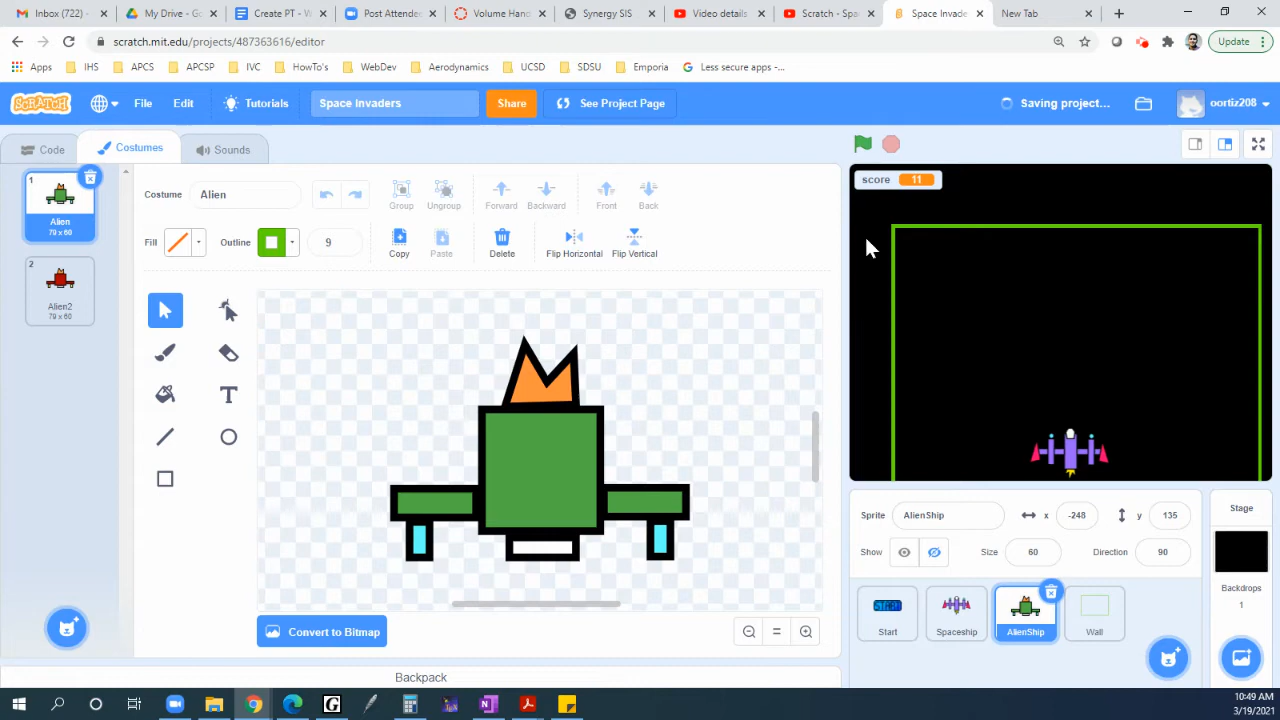 Inbox (722) -
My Drive - Goo
Create PT - W
Post Attende
Volume Hand
Synergy SIS
Video details
Scratch - Spa
Space Invade
New Tab
scratch.mit.edu/projects/487363616/editor
Update
Apps
IHS
APCS
APCSP
IVC
HowTo's
WebDev
Aerodynamics
UCSD
SDSU
Emporia
Less secure apps -...
SCRATCH
File
Edit
Tutorials
Space Invaders
Share
See Project Page
Saving project...
oortiz208
Code
Costumes
Sounds
1
Alien
79 x 60
2
Alien2
79 x 60
Costume
Alien
Group
Ungroup
Forward
Backward
Front
Back
Fill
Outline
9
Copy
Paste
Delete
Flip Horizontal
Flip Vertical
T
Convert to Bitmap
Backpack
score 11
Sprite
AlienShip
x
-248
y
135
Show
Size
60
Direction
90
START
Start
Spaceship
AlienShip
Wall
Stage
Backdrops
1
10:49 AM
3/19/2021